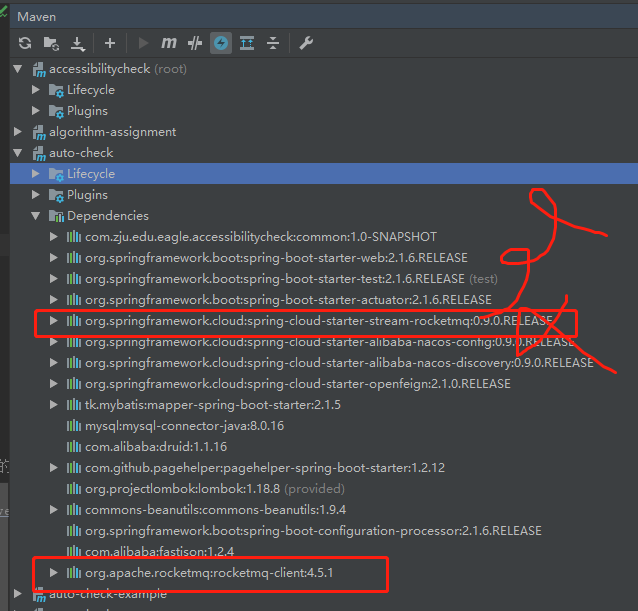 Maven
m
accessibilitycheck (root)
Lifecycle
Plugins
algorithm-assignment
auto-check
Lifecycle
Plugins
Dependencies
com.zju.edu.eagle.accessibilitycheck:common:1.0-SNAPSHOT
org.springframework.boot:spring-boot-starter-web:2.1.6.RELEASE
org.springframework.boot:spring-boot-starter-test:2.1.6.RELEASE (test)
org.springframework.boot:spring-boot-starter-actuator:2.1.6.RELEASE
org.springframework.cloud:spring-cloud-starter-stream-rocketmq:0.9.0.RELEASE
org.springframework.cloud:spring-cloud-starter-alibaba-nacos-config:0.9.0.RELEASE
org.springframework.cloud:spring-cloud-starter-alibaba-nacos-discovery:0.9.0.RELEASE
org.springframework.cloud:spring-cloud-starter-openfeign:2.1.0.RELEASE
tk.mybatis:mapper-spring-boot-starter:2.1.5
mysql:mysql-connector-java:8.0.16
com.alibaba:druid:1.1.16
的
com.github.pagehelper:pagehelper-spring-boot-starter:1.2.12
org.projectlombok:lombok:1.18.8 (provided)
commons-beanutils:commons-beanutils:1.9.4
org.springframework.boot:spring-boot-configuration-processor:2.1.6.RELEASE
com.alibaba:fastjson:1.2.4
org.apache.rocketmq:rocketmq-client:4.5.1
auto-check-example